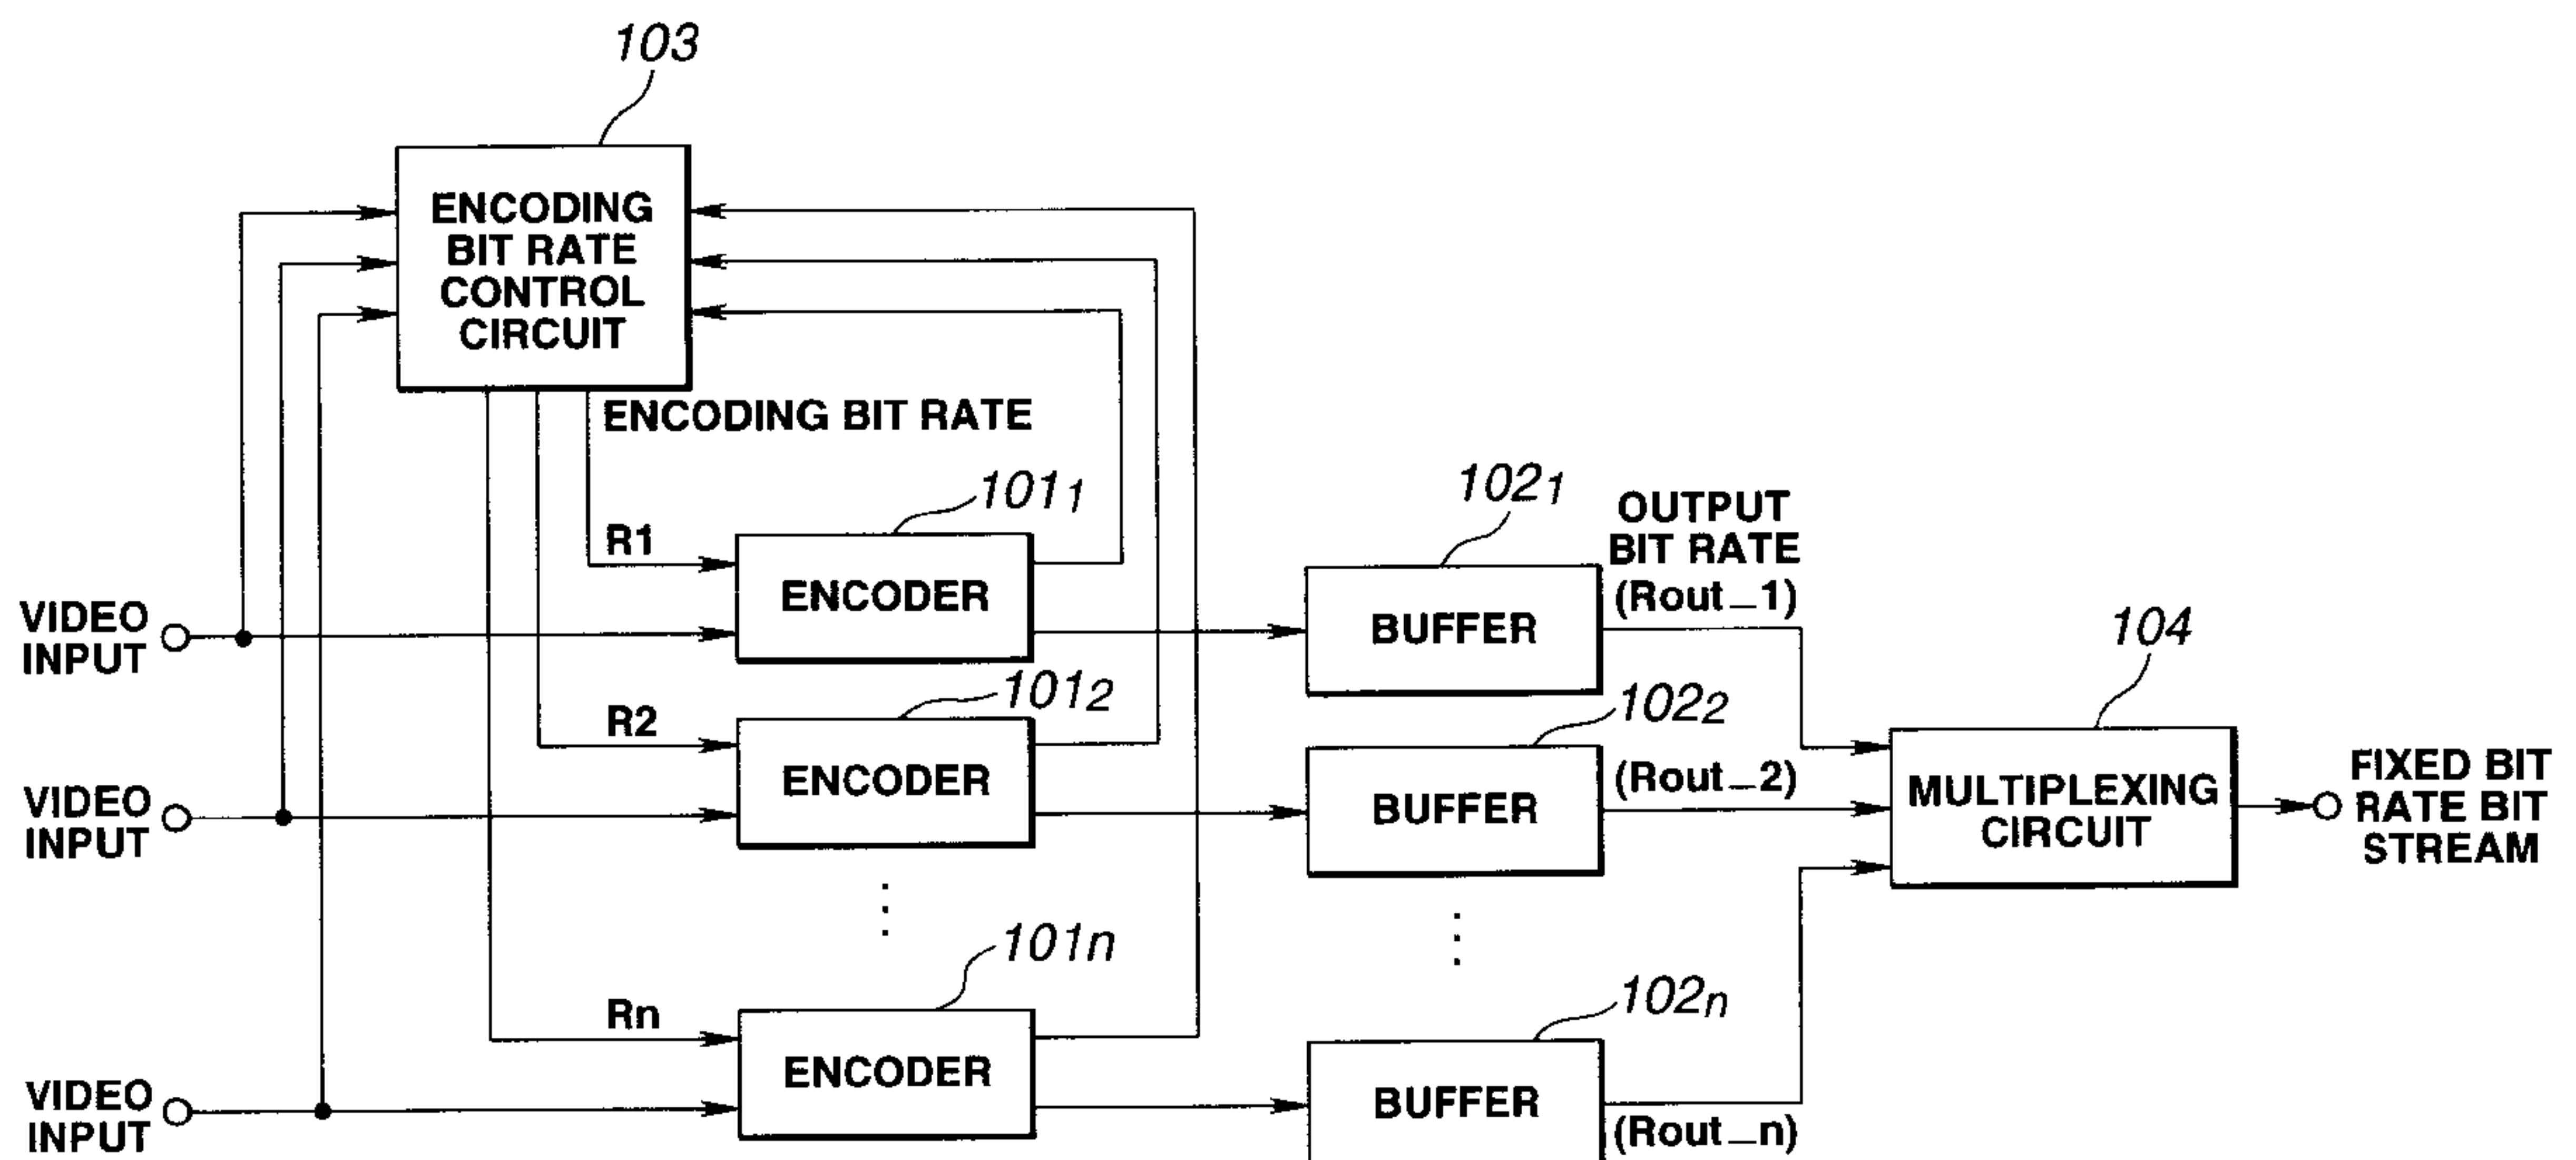 103
ENCODING
BIT RATE
CONTROL
CIRCUIT
ENCODING BIT RATE
101₁
102₁
OUTPUT
BIT RATE
(Rout_1)
R1
ENCODER
VIDEO
INPUT
BUFFER
104
101₂
102₂
R2
(Rout_2)
ENCODER
VIDEO
INPUT
BUFFER
MULTIPLEXING
CIRCUIT
FIXED BIT
RATE BIT
STREAM
101n
102n
Rn
ENCODER
VIDEO
INPUT
BUFFER
(Rout_n)